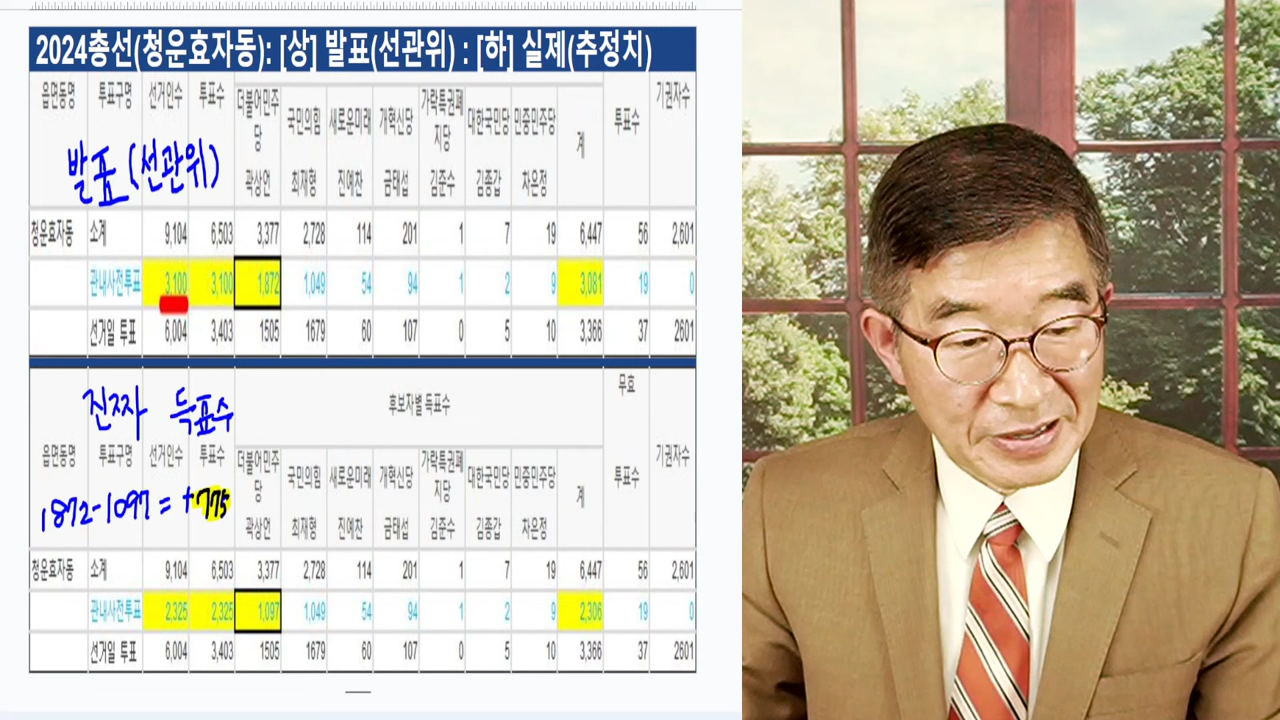 2024총선(청운효자동): [상] 발표(선관위) : [하] 실제(추정치)
읍면동명 투표구명 선거인수 투표수 더불어민주당 곽상언 국민의힘 최재형 새로운미래 진예찬 개혁신당 금태섭 가락특권폐지당 김준수 대한국민당 김종갑 민중민주당 차은정 계 투표수 기권자수
발표 (선관위)
청운효자동 소계 9,104 6,503 3,377 2,728 114 201 1 7 19 6,447 56 2,601
관내사전투표 3,100 3,100 1,872 1,049 54 94 1 2 9 3,081 19 0
선거일 투표 6,004 3,403 1505 1679 60 107 0 5 10 3,366 37 2601
진짜 득표수
후보자별 득표수 무효
읍면동명 투표구명 선거인수 투표수 더불어민주당 곽상언 국민의힘 최재형 새로운미래 진예찬 개혁신당 금태섭 가락특권폐지당 김준수 대한국민당 김종갑 민중민주당 차은정 계 투표수 기권자수
1872-1097 = +775
청운효자동 소계 9,104 6,503 3,377 2,728 114 201 1 7 19 6,447 56 2,601
관내사전투표 2,325 2,325 1,097 1,049 54 94 1 2 9 2,306 19 0
선거일 투표 6,004 3,403 1505 1679 60 107 0 5 10 3,366 37 2601